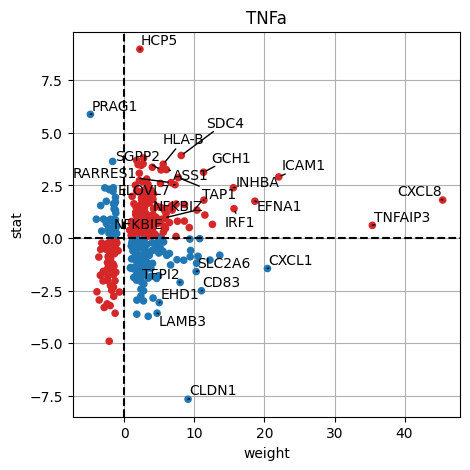 TNFa
HCP5
7.5
PRAG1
SDC4
5.0
HLA-B
SGPP2
GCH1
ICAM1
RARRES1
ASS1
2.5
ELOVL7
TAP1
INHBA
CXCL8
NFKBIZ
EFNA1
TNFAIP3
NFKBIE
IRF1
stat
0.0
SLC2A6
CXCL1
TFPI2
−2.5
EHD1
CD83
LAMB3
−5.0
−7.5
CLDN1
0
10
20
30
40
weight